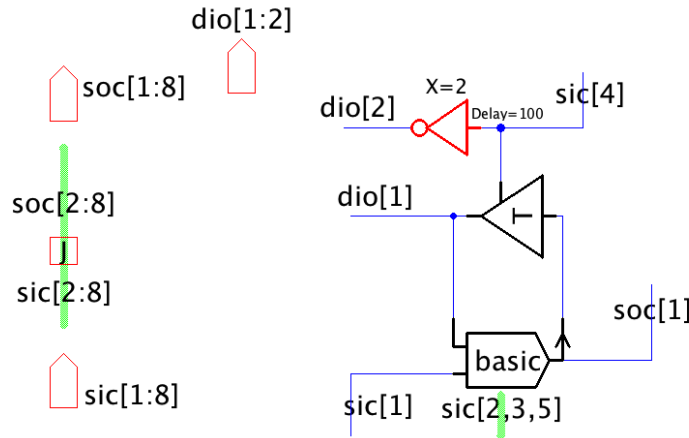 dio[1:2]
soc[1:8]
X=2
sic[4]
dio[2]
Delay=100
soc[2:8]
dio[1]
T
J
sic[2:8]
soc[1]
basic
sic[1:8]
sic[1]
sic[2,3,5]